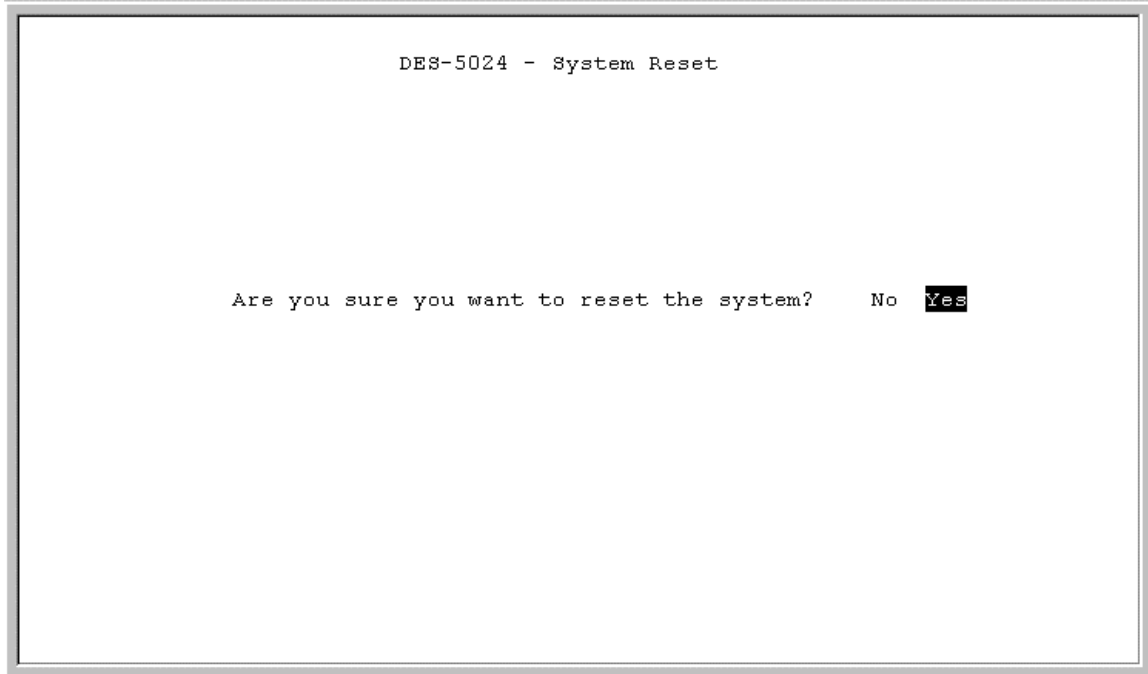 DES-5024 - System Reset
Are you sure you want to reset the system? No Yes